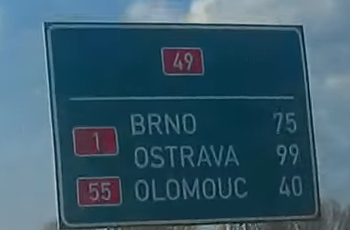 49
BRNO 75
1 OSTRAVA 99
55 OLOMOUC 40